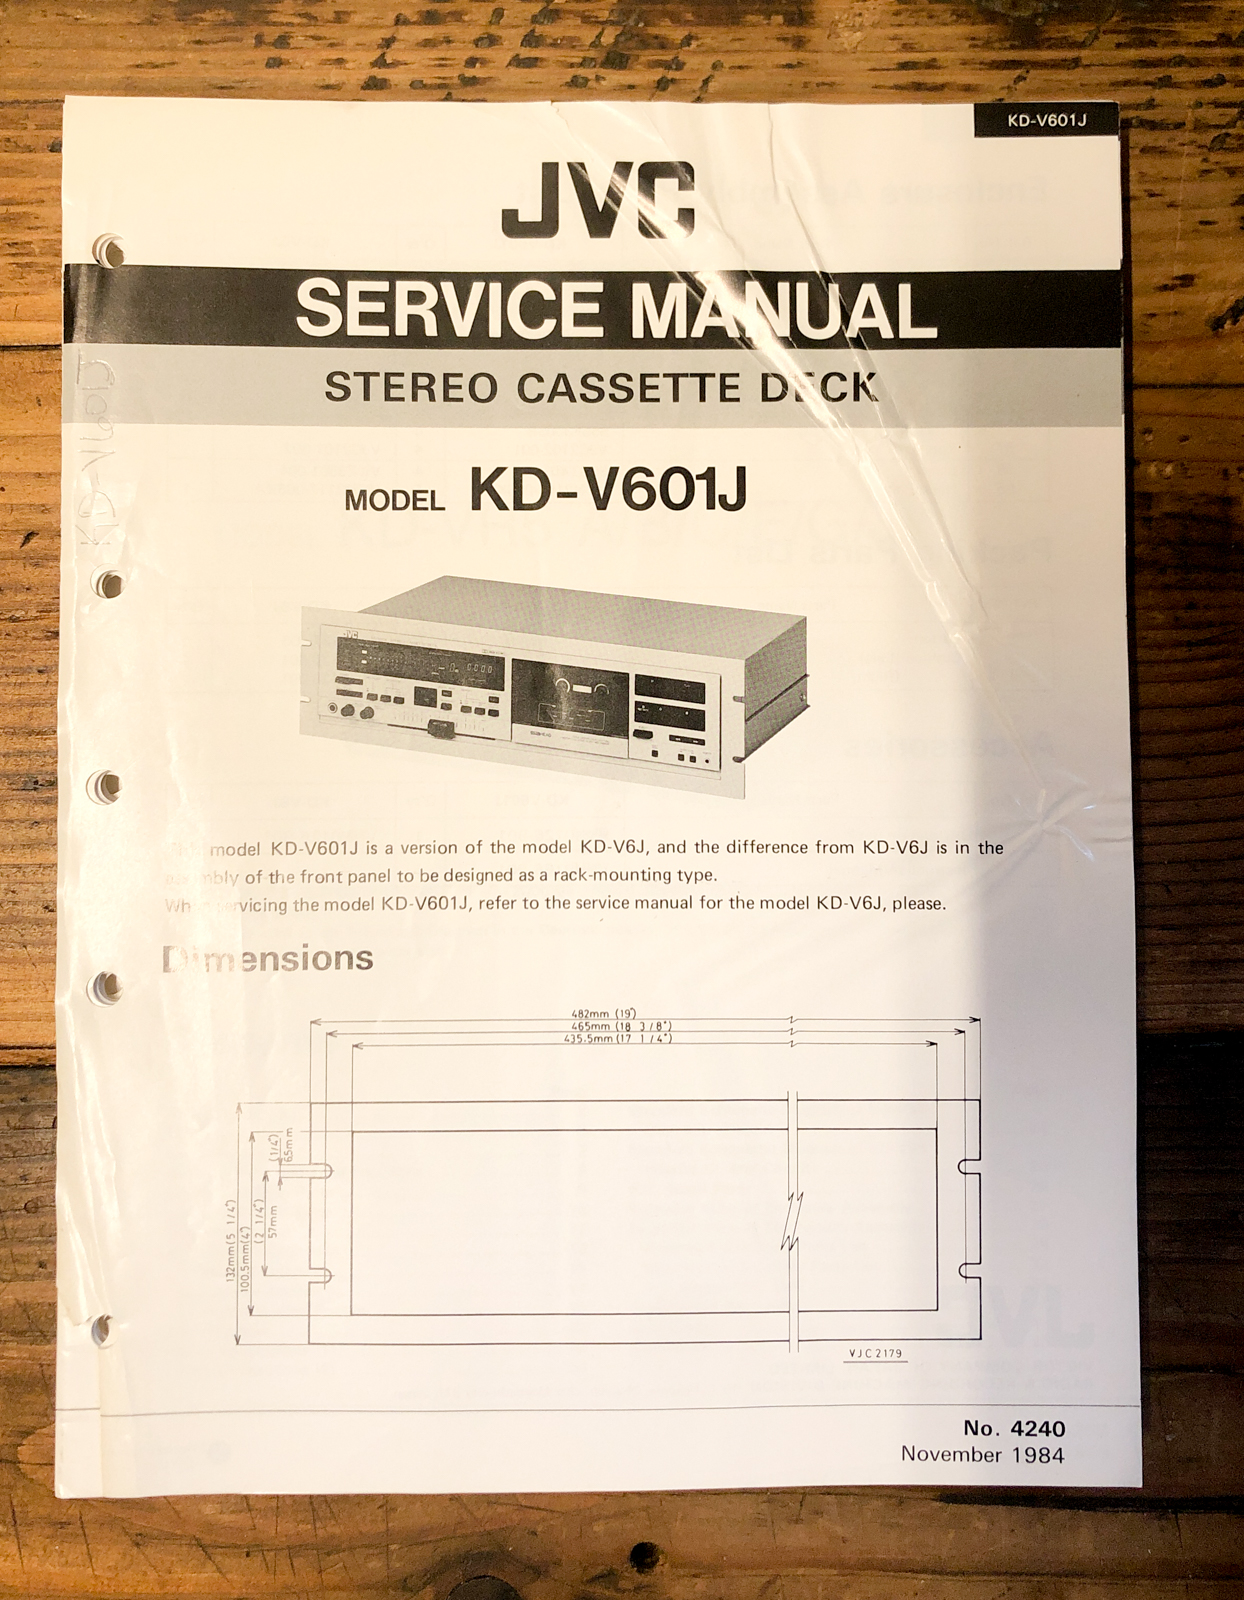 KD-V601J
JVC
SERVICE MANUAL
STEREO CASSETTE DECK
KD-V601J
MODEL KD-V601J
JVC
model KD-V601J is a version of the model KD-V6J, and the difference from KD-V6J is in the
of the front panel to be designed as a rack-mounting type.
servicing the model KD-V601J, refer to the service manual for the model KD-V6J, please.
Dimensions
482mm (19")
465mm (18 3/8")
435.5mm (17 1/4")
(1/4")
6.5mm
(2 1/4")
57mm
132mm (5 1/4")
100.5mm (4")
VJC2179
No. 4240
November 1984